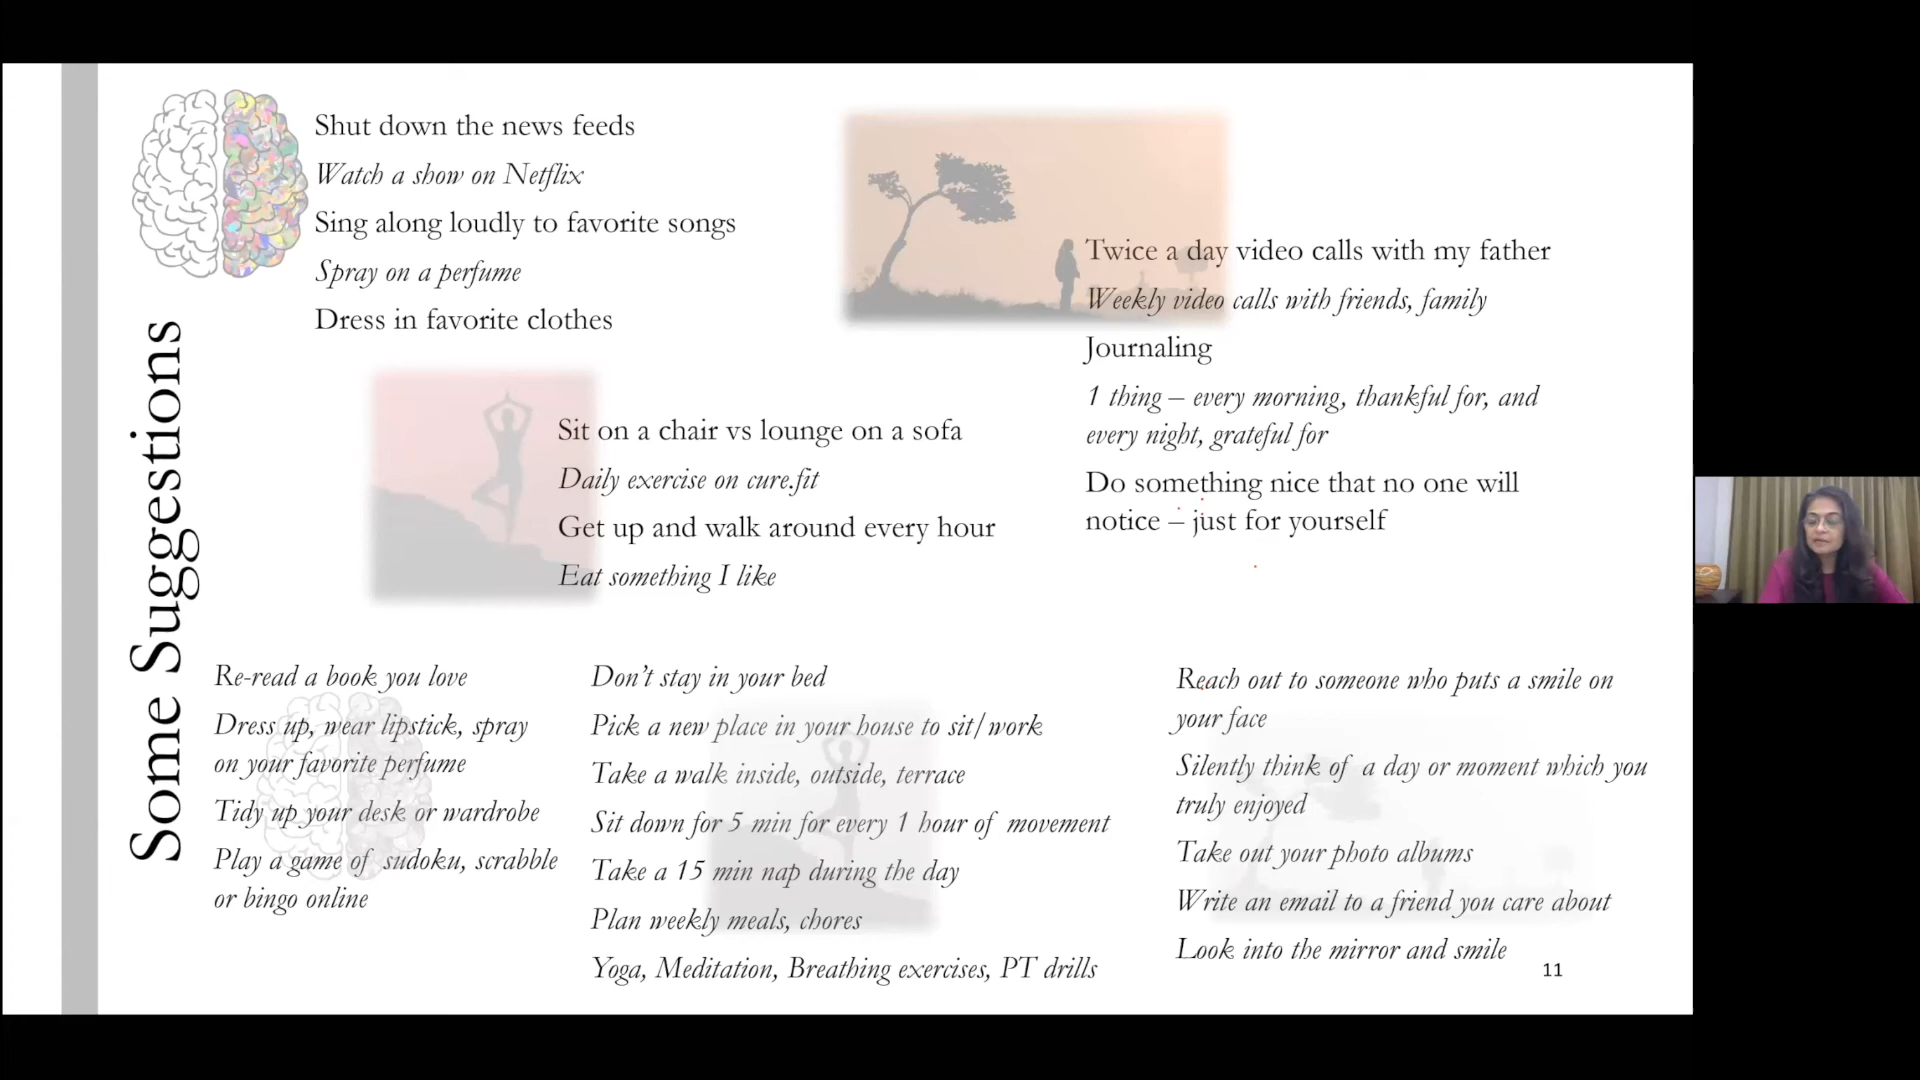 Some Suggestions
Shut down the news feeds
Watch a show on Netflix
Sing along loudly to favorite songs
Spray on a perfume
Dress in favorite clothes
Twice a day video calls with my father
Weekly video calls with friends, family
Journaling
1 thing – every morning, thankful for, and
every night, grateful for
Do something nice that no one will
notice – just for yourself
Sit on a chair vs lounge on a sofa
Daily exercise on cure.fit
Get up and walk around every hour
Eat something I like
Re-read a book you love
Dress up, wear lipstick, spray
on your favorite perfume
Tidy up your desk or wardrobe
Play a game of sudoku, scrabble
or bingo online
Don't stay in your bed
Pick a new place in your house to sit/work
Take a walk inside, outside, terrace
Sit down for 5 min for every 1 hour of movement
Take a 15 min nap during the day
Plan weekly meals, chores
Yoga, Meditation, Breathing exercises, PT drills
Reach out to someone who puts a smile on
your face
Silently think of a day or moment which you
truly enjoyed
Take out your photo albums
Write an email to a friend you care about
Look into the mirror and smile
11